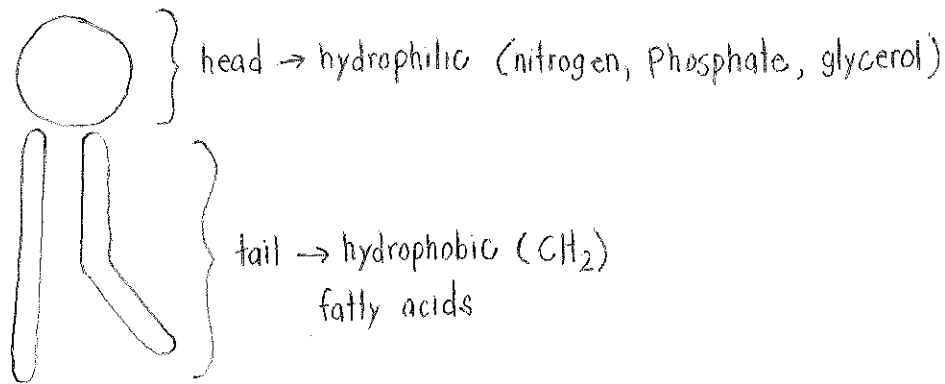 head → hydrophilic (nitrogen, Phosphate, glycerol)
tail → hydrophobic (CH₂)
fatty acids